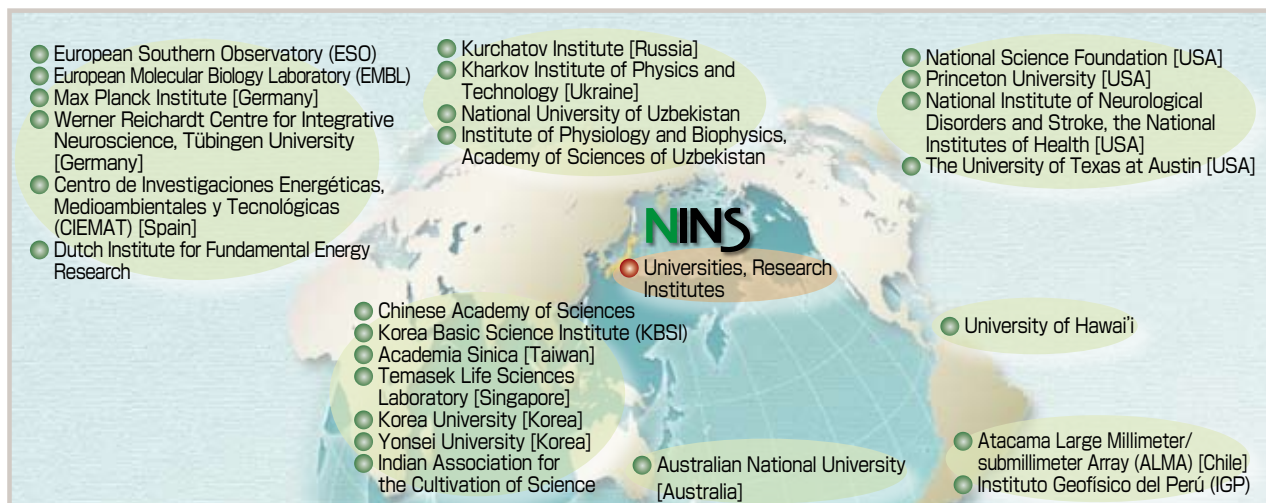 European Southern Observatory (ESO)
European Molecular Biology Laboratory (EMBL)
Max Planck Institute [Germany]
Werner Reichardt Centre for Integrative
Neuroscience, Tübingen University
[Germany]
Centro de Investigaciones Energéticas,
Medioambientales y Tecnológicas
(CIEMAT) [Spain]
Dutch Institute for Fundamental Energy
Research
Kurchatov Institute [Russia]
Kharkov Institute of Physics and
Technology [Ukraine]
National University of Uzbekistan
Institute of Physiology and Biophysics,
Academy of Sciences of Uzbekistan
National Science Foundation [USA]
Princeton University [USA]
National Institute of Neurological
Disorders and Stroke, the National
Institutes of Health [USA]
The University of Texas at Austin [USA]
NINS
Universities, Research
Institutes
Chinese Academy of Sciences
Korea Basic Science Institute (KBSI)
Academia Sinica [Taiwan]
Temasek Life Sciences
Laboratory [Singapore]
Korea University [Korea]
Yonsei University [Korea]
Indian Association for
the Cultivation of Science
University of Hawai'i
Australian National University
[Australia]
Atacama Large Millimeter/
submillimeter Array (ALMA) [Chile]
Instituto Geofísico del Perú (IGP)